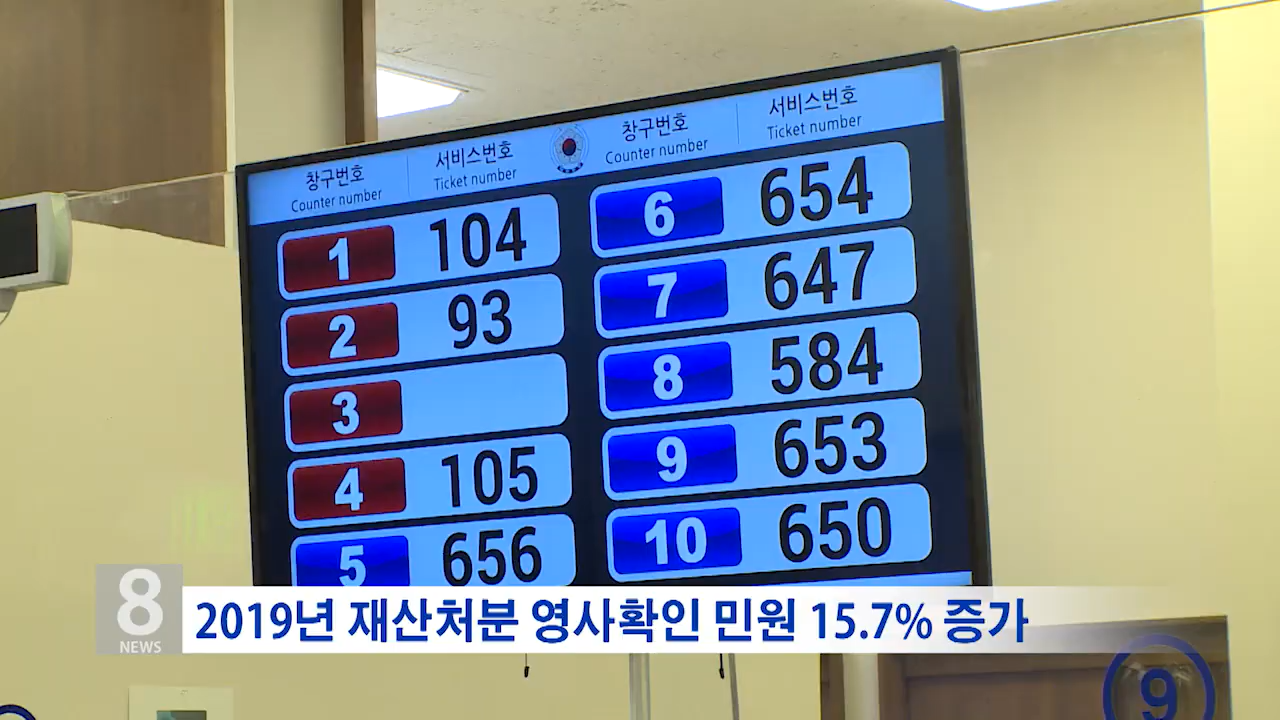 창구번호 서비스번호 창구번호 서비스번호
Counter number Ticket number Counter number Ticket number
1 104
2 93
3
4 105
5 656
6 654
7 647
8 584
9 653
10 650
8 NEWS
2019년 재산처분 영사확인 민원 15.7% 증가
9